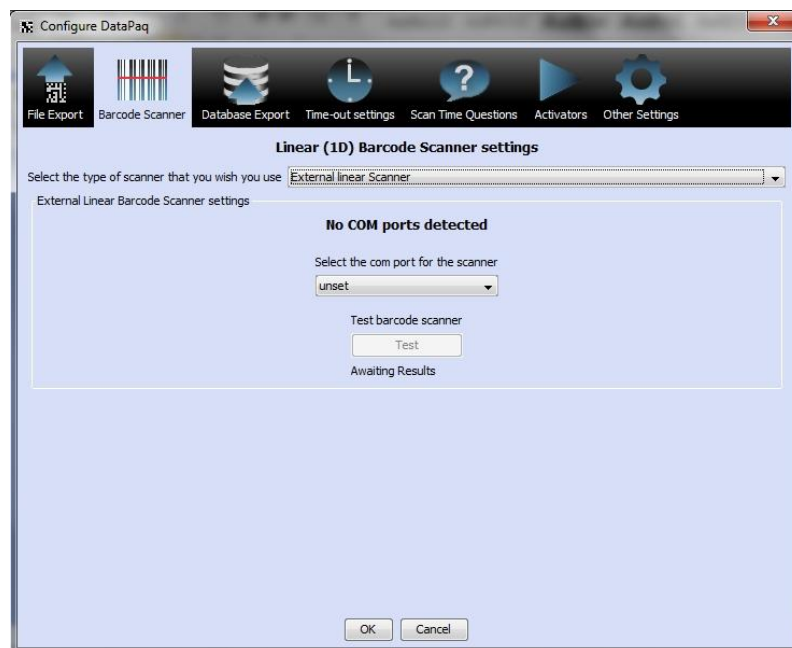 Configure DataPaq
File Export Barcode Scanner Database Export Time-out settings Scan Time Questions Activators Other Settings
Linear (1D) Barcode Scanner settings
Select the type of scanner that you wish you use External linear Scanner
External Linear Barcode Scanner settings
No COM ports detected
Select the com port for the scanner
unset
Test barcode scanner
Test
Awaiting Results
OK Cancel